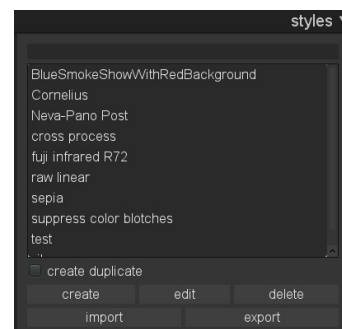 styles
BlueSmokeShowWithRedBackground
Cornelius
Neva-Pano Post
cross process
fuji infrared R72
raw linear
sepia
suppress color blotches
test
create duplicate
create edit delete
import export